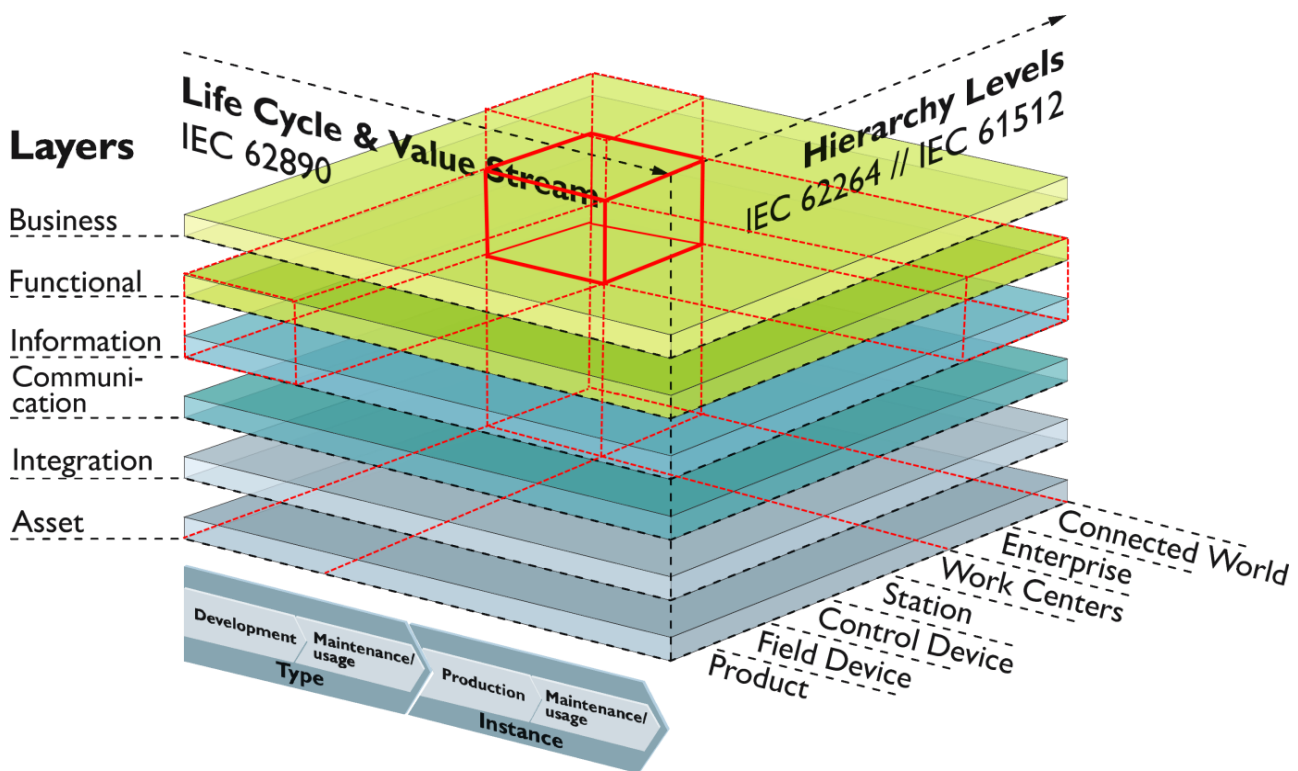 Life Cycle & Value Stream
IEC 62890
Hierarchy Levels
IEC 62264 // IEC 61512
Layers
Business
Functional
Information
Communi-
cation
Integration
Asset
Connected World
Enterprise
Work Centers
Station
Control Device
Field Device
Product
Development
Maintenance/
usage
Type
Production
Maintenance/
usage
Instance